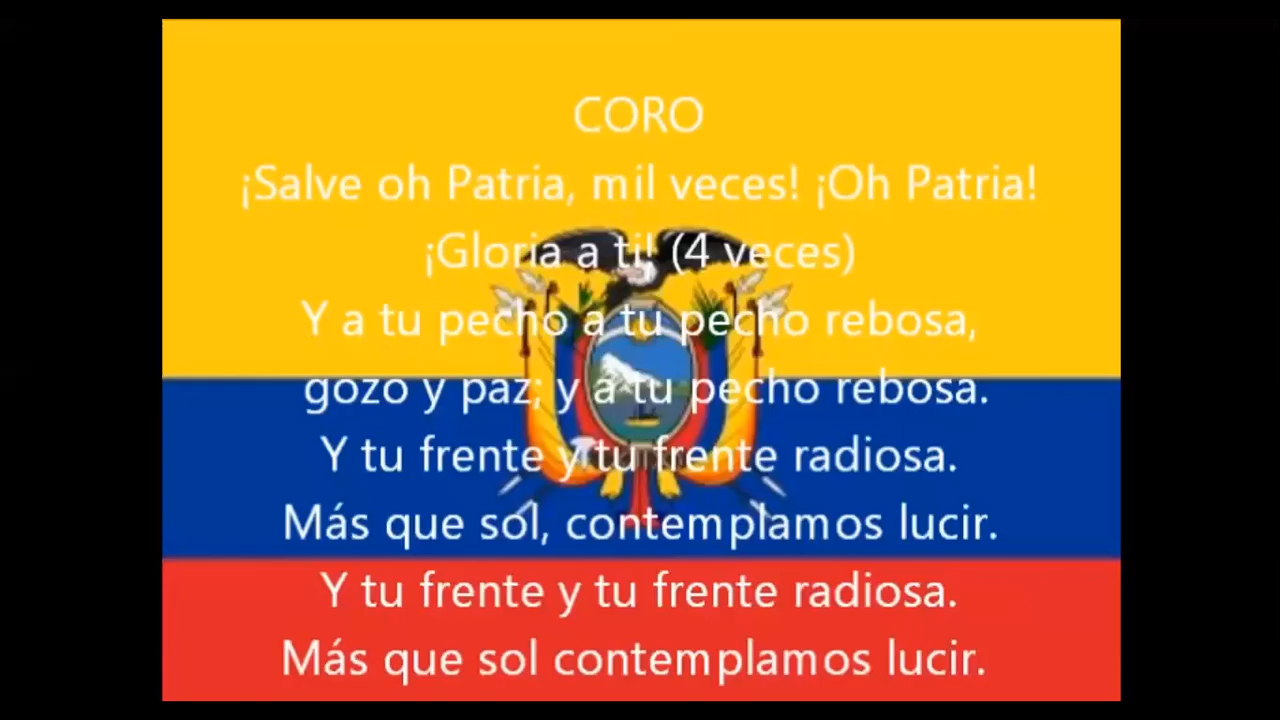 CORO
¡Salve oh Patria, mil veces! ¡Oh Patria!
¡Gloria a ti! (4 veces)
Y a tu pecho a tu pecho rebosa,
gozo y paz; y a tu pecho rebosa.
Y tu frente y tu frente radiosa.
Más que sol, contemplamos lucir.
Y tu frente y tu frente radiosa.
Más que sol contemplamos lucir.